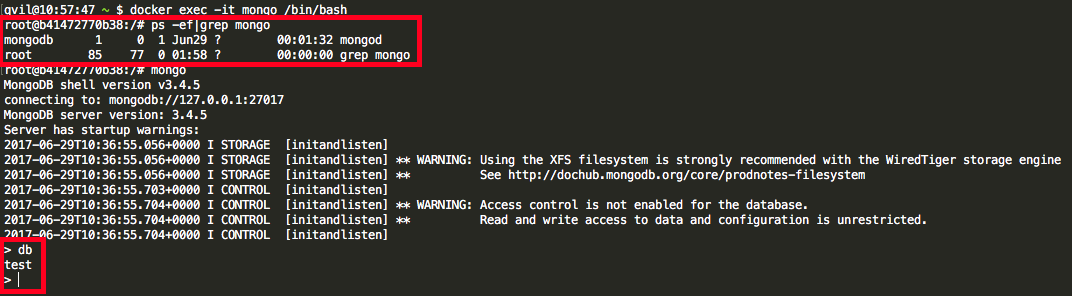 qvil@10:57:47 ~ $ docker exec -it mongo /bin/bash
root@b41472770b38:/# ps -ef|grep mongo
mongodb 1 0 1 Jun29 ? 00:01:32 mongod
root 85 77 0 01:58 ? 00:00:00 grep mongo
root@b41472770b38:/# mongo
MongoDB shell version v3.4.5
connecting to: mongodb://127.0.0.1:27017
MongoDB server version: 3.4.5
Server has startup warnings:
2017-06-29T10:36:55.056+0000 I STORAGE [initandlisten]
2017-06-29T10:36:55.056+0000 I STORAGE [initandlisten] ** WARNING: Using the XFS filesystem is strongly recommended with the WiredTiger storage engine
2017-06-29T10:36:55.056+0000 I STORAGE [initandlisten] ** See http://dochub.mongodb.org/core/prodnotes-filesystem
2017-06-29T10:36:55.703+0000 I CONTROL [initandlisten]
2017-06-29T10:36:55.704+0000 I CONTROL [initandlisten] ** WARNING: Access control is not enabled for the database.
2017-06-29T10:36:55.704+0000 I CONTROL [initandlisten] ** Read and write access to data and configuration is unrestricted.
2017-06-29T10:36:55.704+0000 I CONTROL [initandlisten]
> db
test
>